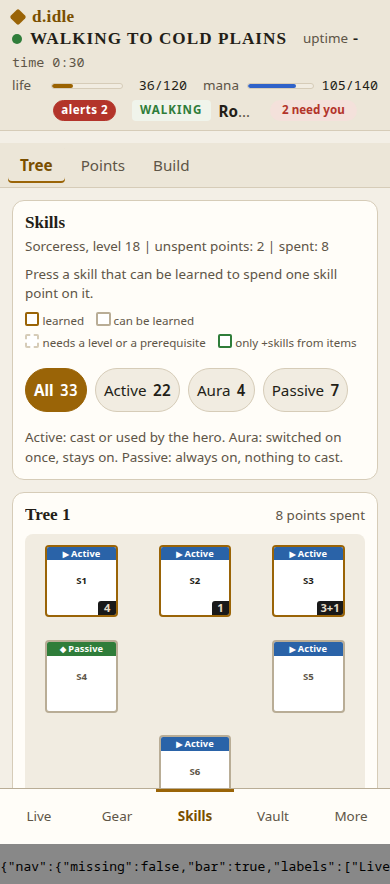 d.idle
WALKING TO COLD PLAINS uptime -
time 0:30
life 36/120 mana 105/140
alerts 2 WALKING Ro... 2 need you
Tree Points Build
Skills
Sorceress, level 18 | unspent points: 2 | spent: 8
Press a skill that can be learned to spend one skill
point on it.
learned can be learned
needs a level or a prerequisite only +skills from items
All 33 Active 22 Aura 4 Passive 7
Active: cast or used by the hero. Aura: switched on
once, stays on. Passive: always on, nothing to cast.
Tree 1 8 points spent
▶ Active ▶ Active ▶ Active
S1 S2 S3
4 1 3+1
◆ Passive ▶ Active
S4 S5
▶ Active
S6
Live Gear Skills Vault More
{"nav":{"missing":false,"bar":true,"labels":["Live